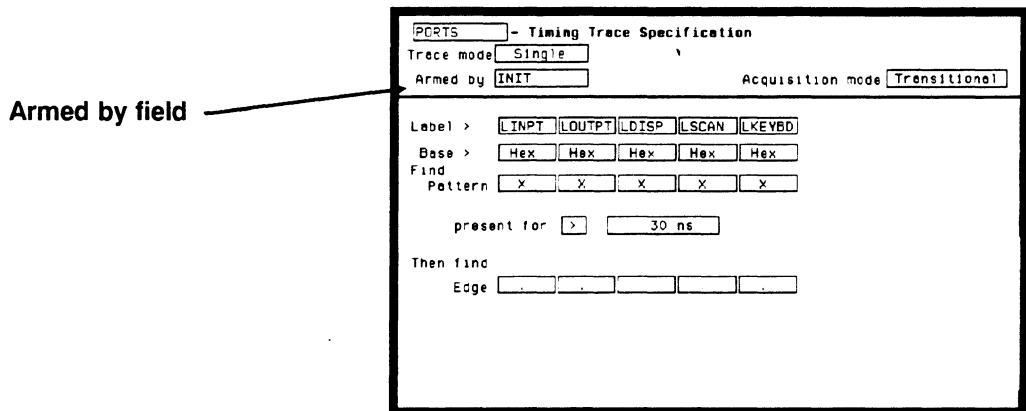 PORTS - Timing Trace Specification
Trace mode Single
Armed by INIT Acquisition mode Transitional
Armed by field
Label > LINPT LOUTPT LDISP LSCAN LKEYBD
Base > Hex Hex Hex Hex Hex
Find
Pattern X X X X X
present for > 30 ns
Then find
Edge . . .